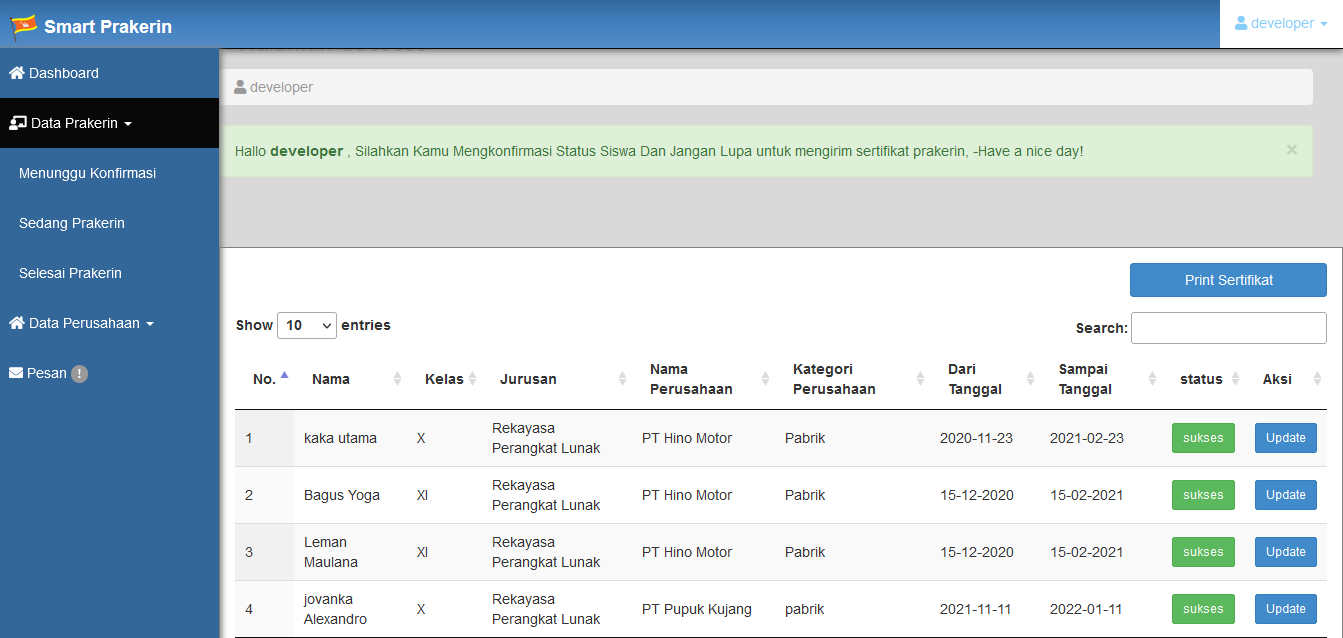 Smart Prakerin
developer
Dashboard
developer
Data Prakerin
Hallo developer , Silahkan Kamu Mengkonfirmasi Status Siswa Dan Jangan Lupa untuk mengirim sertifikat prakerin, -Have a nice day! ×
Menunggu Konfirmasi
Sedang Prakerin
Selesai Prakerin
Data Perusahaan
Pesan !
Print Sertifikat
Show 10 entries
Search:
No. Nama Kelas Jurusan Nama Perusahaan Kategori Perusahaan Dari Tanggal Sampai Tanggal status Aksi
1 kaka utama X Rekayasa Perangkat Lunak PT Hino Motor Pabrik 2020-11-23 2021-02-23 sukses Update
2 Bagus Yoga XI Rekayasa Perangkat Lunak PT Hino Motor Pabrik 15-12-2020 15-02-2021 sukses Update
3 Leman Maulana XI Rekayasa Perangkat Lunak PT Hino Motor Pabrik 15-12-2020 15-02-2021 sukses Update
4 jovanka Alexandro X Rekayasa Perangkat Lunak PT Pupuk Kujang pabrik 2021-11-11 2022-01-11 sukses Update